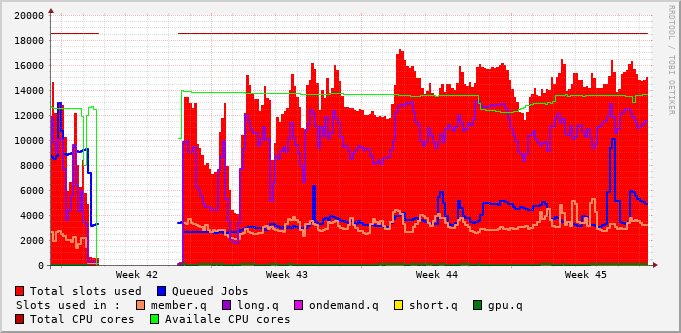 20000
18000
16000
14000
12000
10000
8000
6000
4000
2000
0
Week 42 Week 43 Week 44 Week 45
Total slots used Queued Jobs
Slots used in : member.q long.q ondemand.q short.q gpu.q
Total CPU cores Availale CPU cores
RRDTOOL / TOBI OETIKER